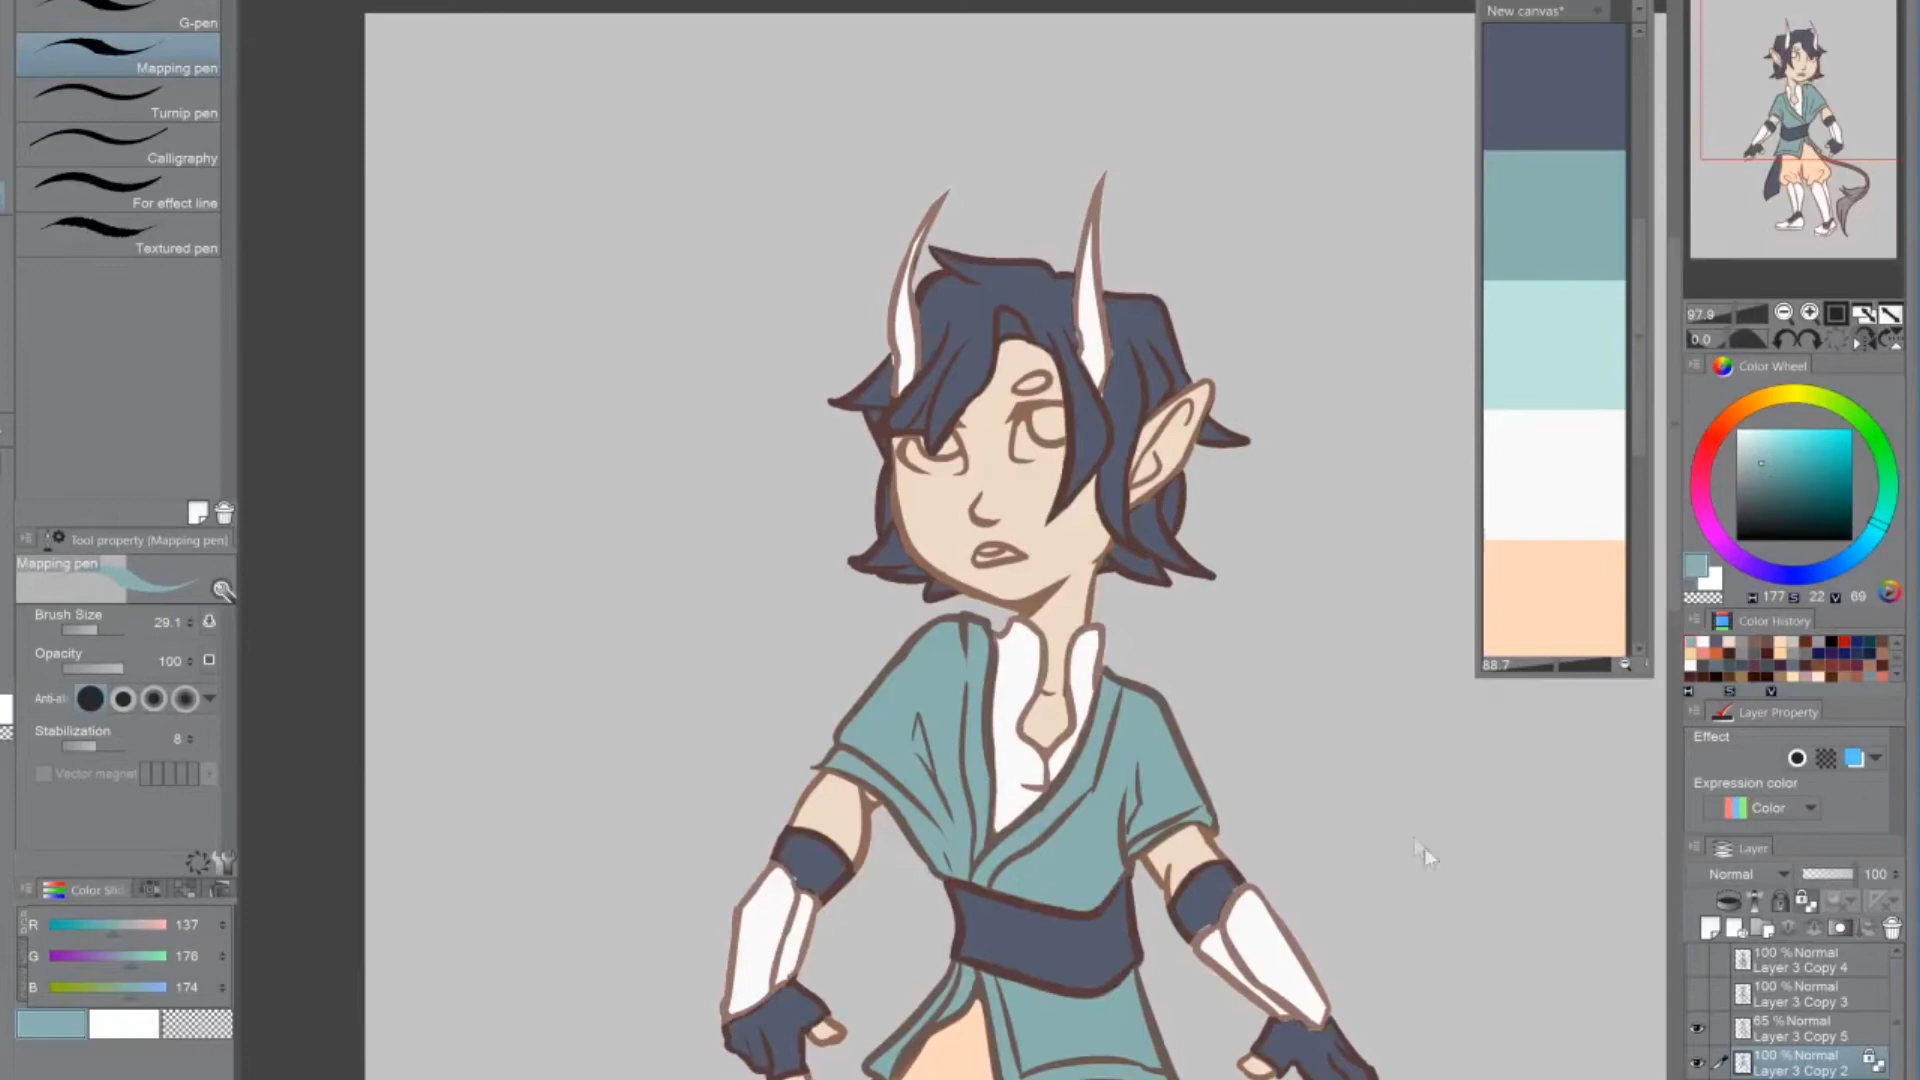 G-pen
Mapping pen
Turnip pen
Calligraphy
For effect line
Textured pen
Tool property (Mapping pen)
Mapping pen
Brush Size
29.1
Opacity
100
Anti-ali
Stabilization
8
Vector magnet
Color Slid
R
137
G
176
B
174
New canvas*
88.7
97.9
0.0
Color Wheel
H 177 S 22 V 69
Color History
H S V
Layer Property
Effect
Expression color
Color
Layer
Normal
100
100 % Normal
Layer 3 Copy 4
100 % Normal
Layer 3 Copy 3
65 % Normal
Layer 3 Copy 5
100 % Normal
Layer 3 Copy 2